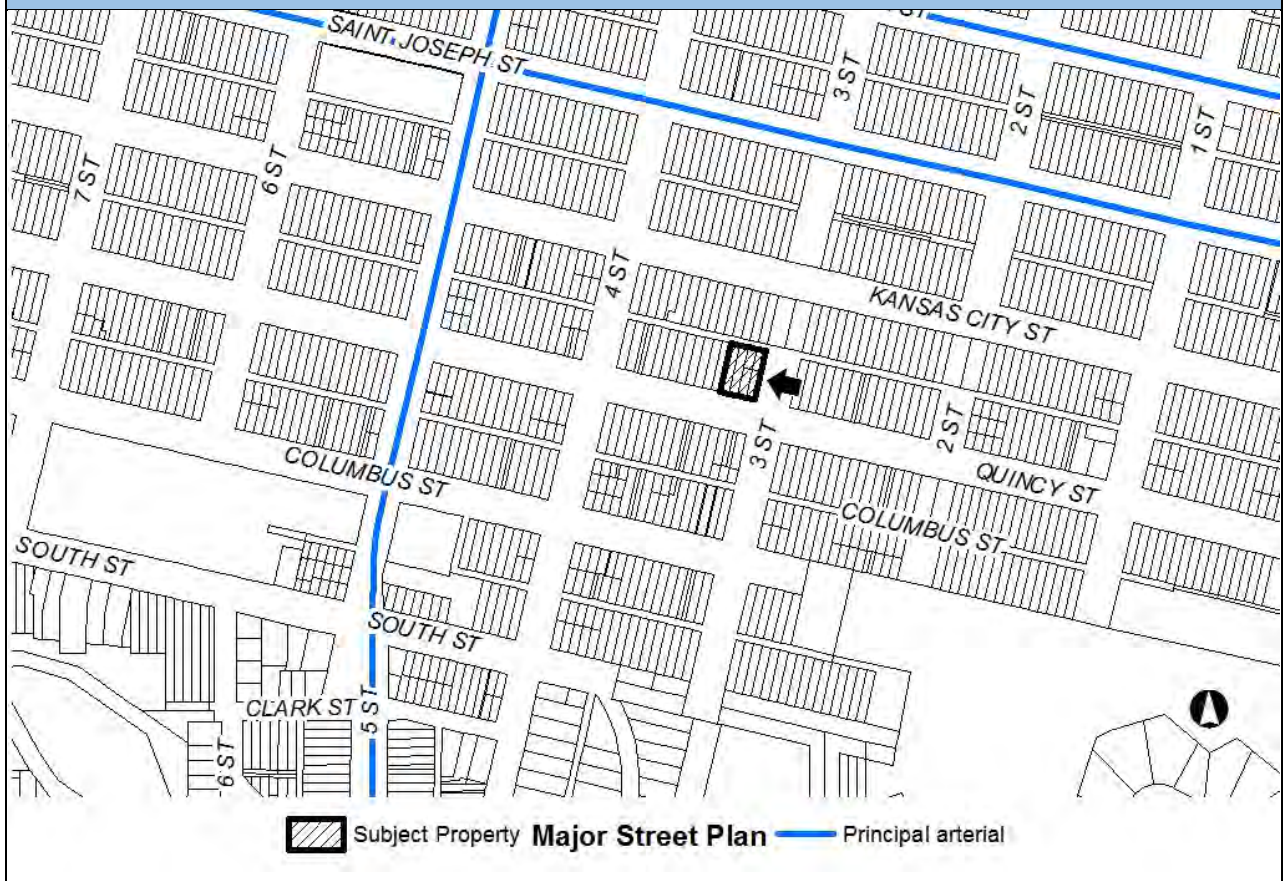 SAINT JOSEPH ST
ST
3 ST
2 ST
1 ST
7 ST
6 ST
4 ST
KANSAS CITY ST
3 ST
2 ST
QUINCY ST
COLUMBUS ST
COLUMBUS ST
SOUTH ST
SOUTH ST
CLARK ST
5 ST
6 ST
Subject Property Major Street Plan Principal arterial